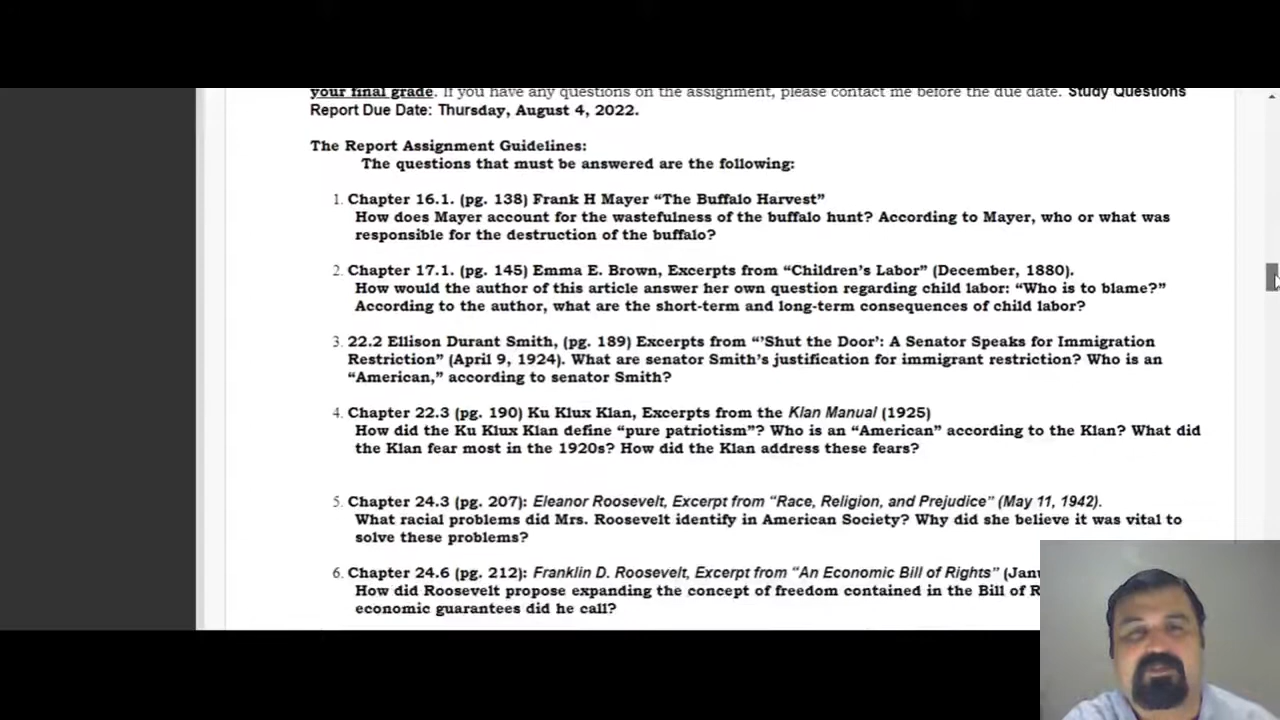 your final grade. If you have any questions on the assignment, please contact me before the due date. Study Questions
Report Due Date: Thursday, August 4, 2022.
The Report Assignment Guidelines:
The questions that must be answered are the following:
1. Chapter 16.1. (pg. 138) Frank H Mayer “The Buffalo Harvest”
How does Mayer account for the wastefulness of the buffalo hunt? According to Mayer, who or what was
responsible for the destruction of the buffalo?
2. Chapter 17.1. (pg. 145) Emma E. Brown, Excerpts from “Children’s Labor” (December, 1880).
How would the author of this article answer her own question regarding child labor: “Who is to blame?”
According to the author, what are the short-term and long-term consequences of child labor?
3. 22.2 Ellison Durant Smith, (pg. 189) Excerpts from “’Shut the Door’: A Senator Speaks for Immigration
Restriction” (April 9, 1924). What are senator Smith’s justification for immigrant restriction? Who is an
“American,” according to senator Smith?
4. Chapter 22.3 (pg. 190) Ku Klux Klan, Excerpts from the Klan Manual (1925)
How did the Ku Klux Klan define “pure patriotism”? Who is an “American” according to the Klan? What did
the Klan fear most in the 1920s? How did the Klan address these fears?
5. Chapter 24.3 (pg. 207): Eleanor Roosevelt, Excerpt from “Race, Religion, and Prejudice” (May 11, 1942).
What racial problems did Mrs. Roosevelt identify in American Society? Why did she believe it was vital to
solve these problems?
6. Chapter 24.6 (pg. 212): Franklin D. Roosevelt, Excerpt from “An Economic Bill of Rights”
How did Roosevelt propose expanding the concept of freedom contained in the Bill of
economic guarantees did he call?